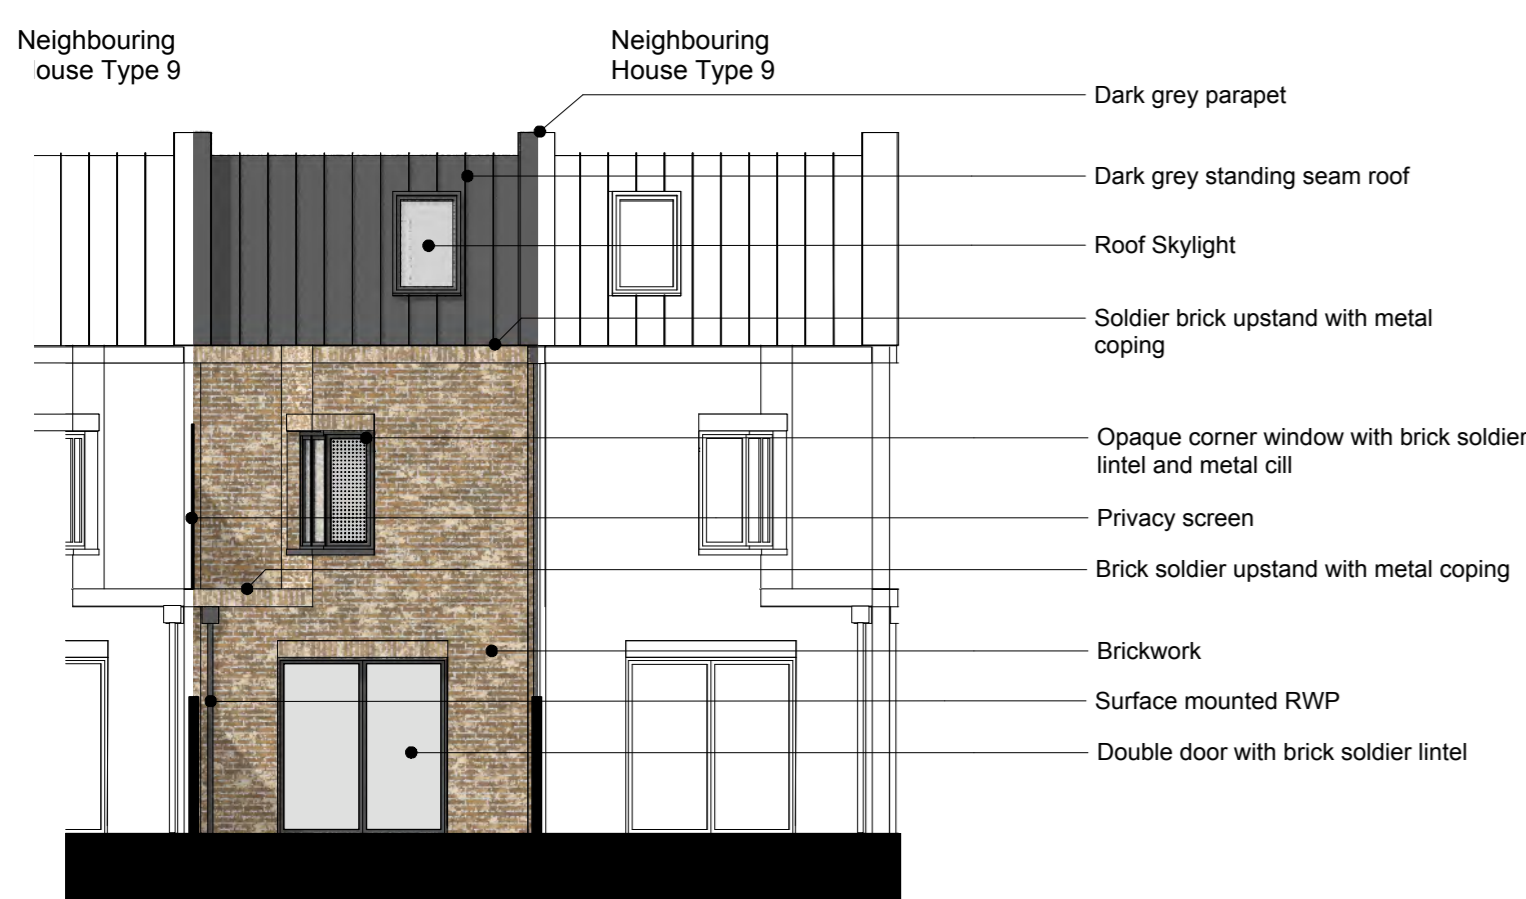 Neighbouring
ouse Type 9
Neighbouring
House Type 9
Dark grey parapet
Dark grey standing seam roof
Roof Skylight
Soldier brick upstand with metal
coping
Opaque corner window with brick soldier
lintel and metal cill
Privacy screen
Brick soldier upstand with metal coping
Brickwork
Surface mounted RWP
Double door with brick soldier lintel